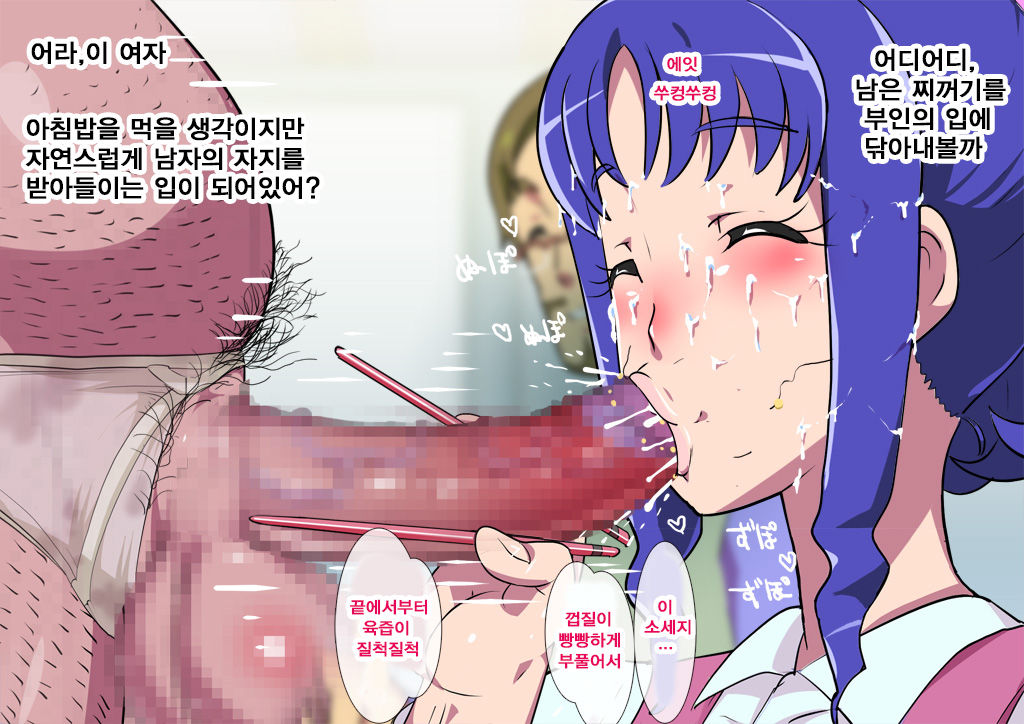 어라,이 여자
아침밥을 먹을 생각이지만
자연스럽게 남자의 자지를
받아들이는 입이 되어있어?
에잇
쑤컹쑤컹
어디어디,
남은 찌꺼기를
부인의 입에
닦아내볼까
이
소세지
...
껍질이
빵빵하게
부풀어서
끝에서부터
육즙이
질척질척